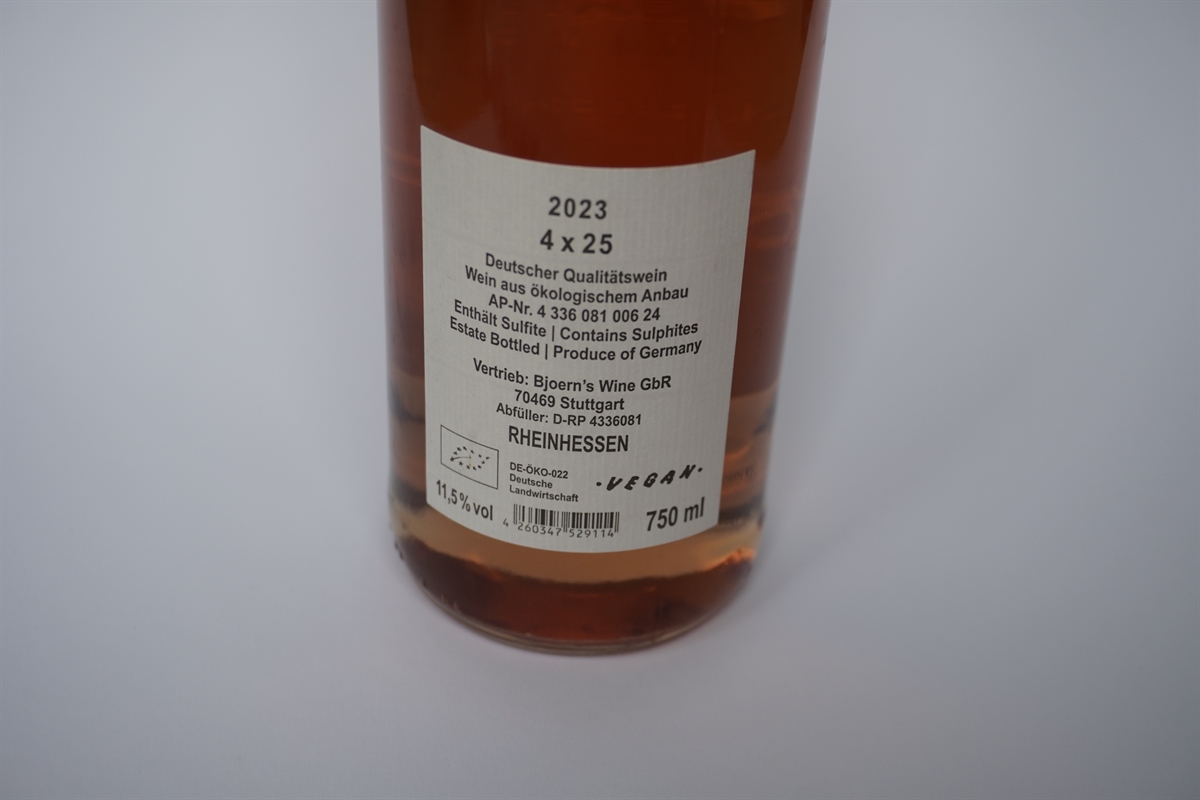 2023
4 x 25
Deutscher Qualitätswein
Wein aus ökologischem Anbau
AP-Nr. 4 336 081 006 24
Enthält Sulfite | Contains Sulphites
Estate Bottled | Produce of Germany
Vertrieb: Bjoern's Wine GbR
70469 Stuttgart
Abfüller: D-RP 4336081
RHEINHESSEN
DE-ÖKO-022
Deutsche
Landwirtschaft
·VEGAN·
11,5 % vol
4 260347 529114
750 ml